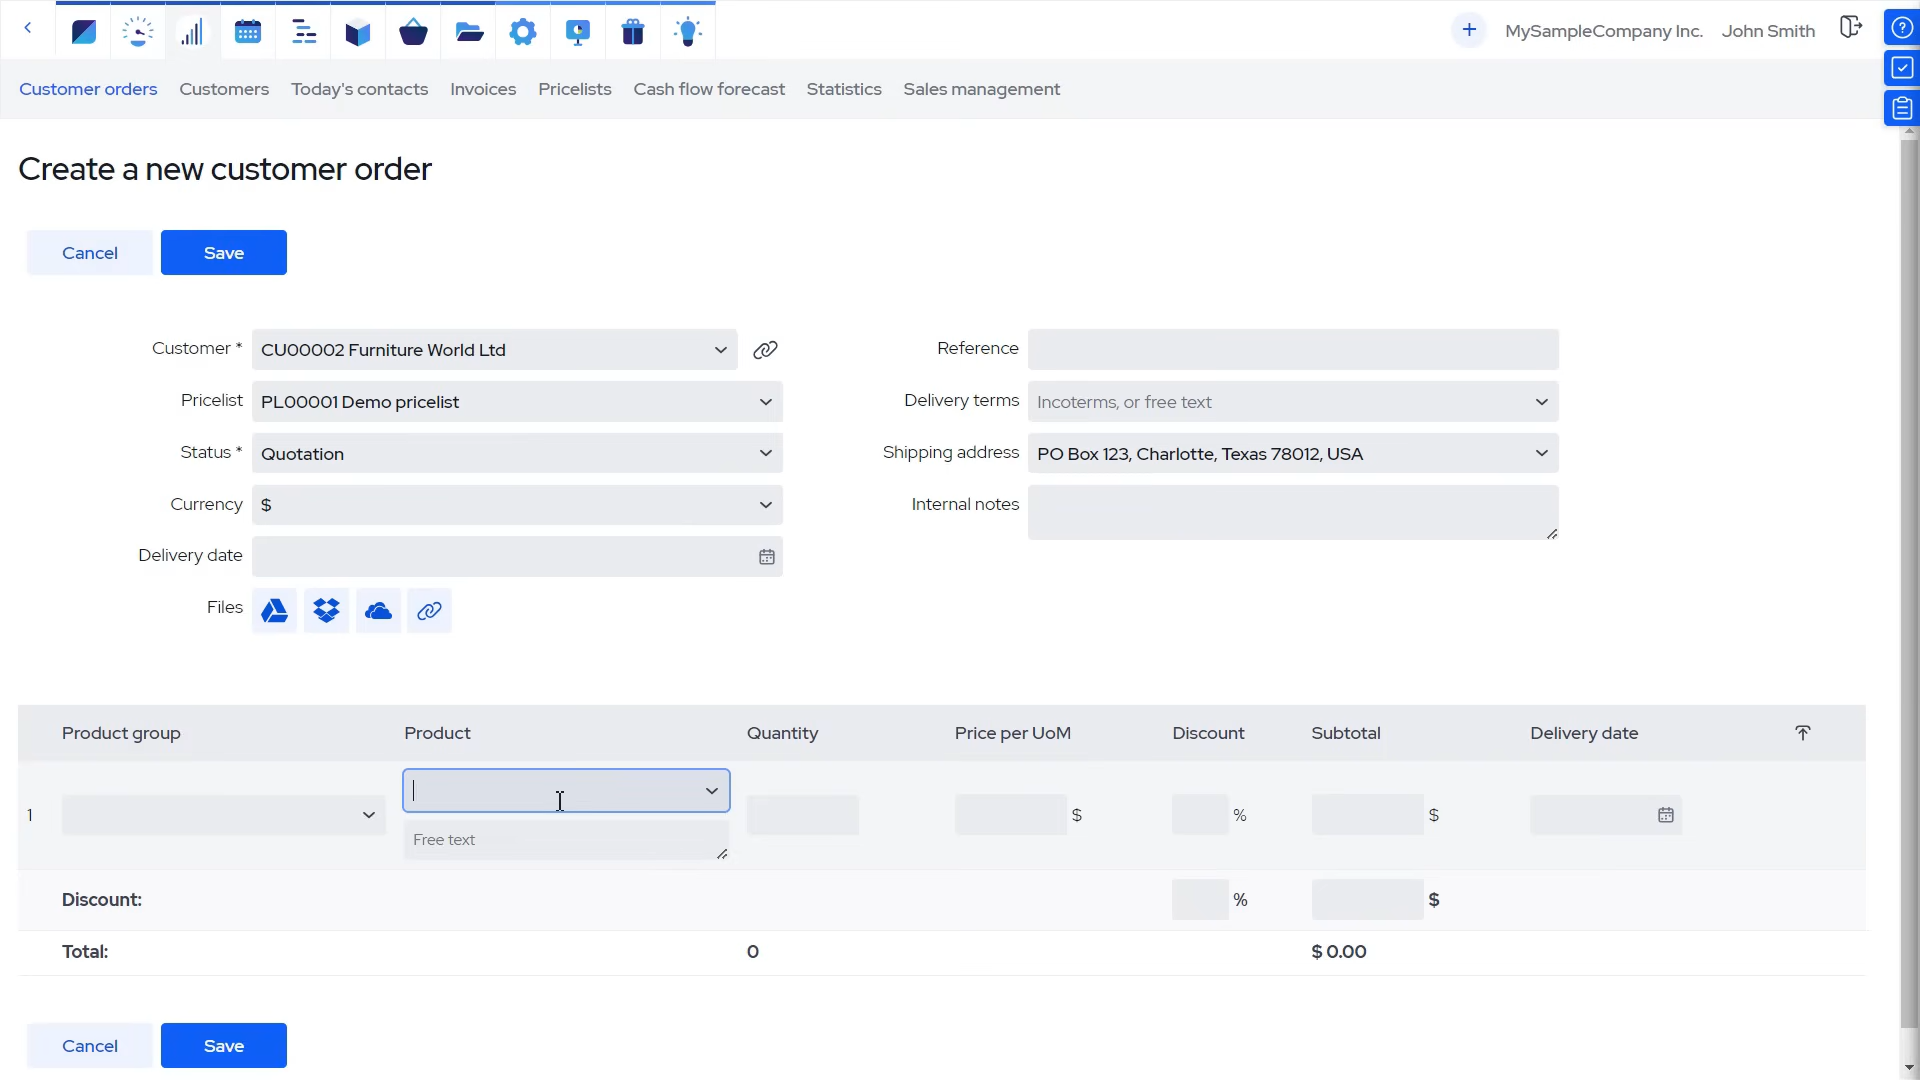 MySampleCompany Inc. John Smith
Customer orders Customers Today's contacts Invoices Pricelists Cash flow forecast Statistics Sales management
Create a new customer order
Cancel Save
Customer * CU00002 Furniture World Ltd
Pricelist PL00001 Demo pricelist
Status * Quotation
Currency $
Delivery date
Files
Reference
Delivery terms Incoterms, or free text
Shipping address PO Box 123, Charlotte, Texas 78012, USA
Internal notes
Product group Product Quantity Price per UoM Discount Subtotal Delivery date
1 $ % $
Free text
Discount: % $
Total: 0 $ 0.00
Cancel Save